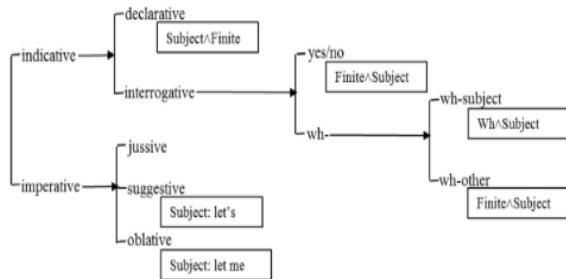 declarative
Subject∧Finite
indicative
yes/no
Finite∧Subject
interrogative
wh-subject
Wh∧Subject
wh-
jussive
wh-other
imperative
suggestive
Finite∧Subject
Subject: let's
oblative
Subject: let me